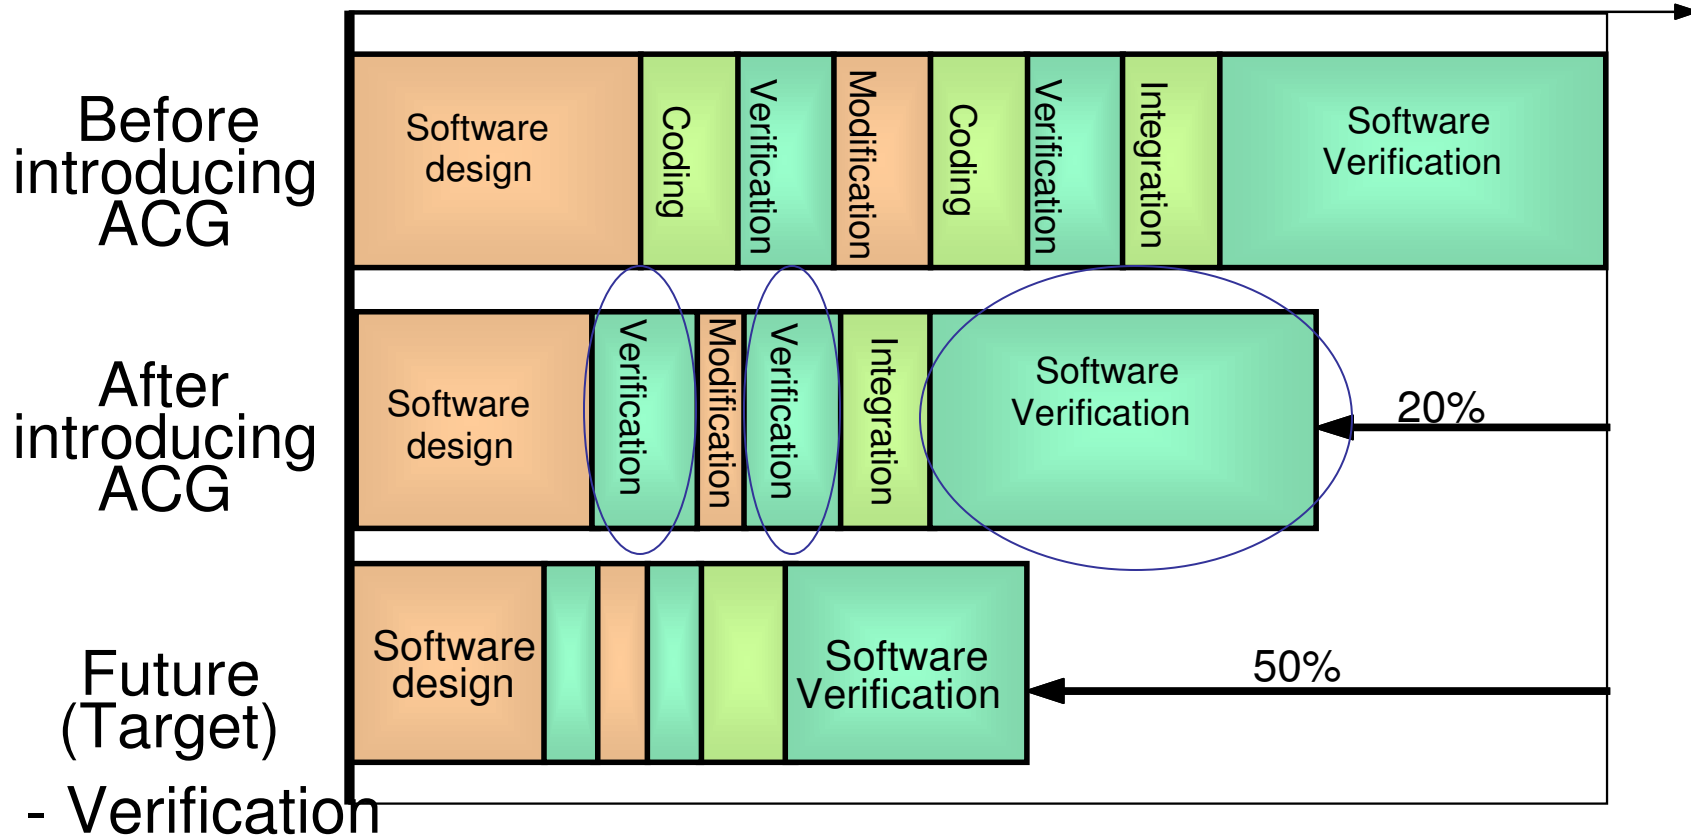 Before
introducing
ACG
Software
design
Coding
Verification
Modification
Coding
Verification
Integration
Software
Verification
After
introducing
ACG
Software
design
Verification
Modification
Verification
Integration
Software
Verification
20%
Future
(Target)
Software
design
Software
Verification
50%
- Verification